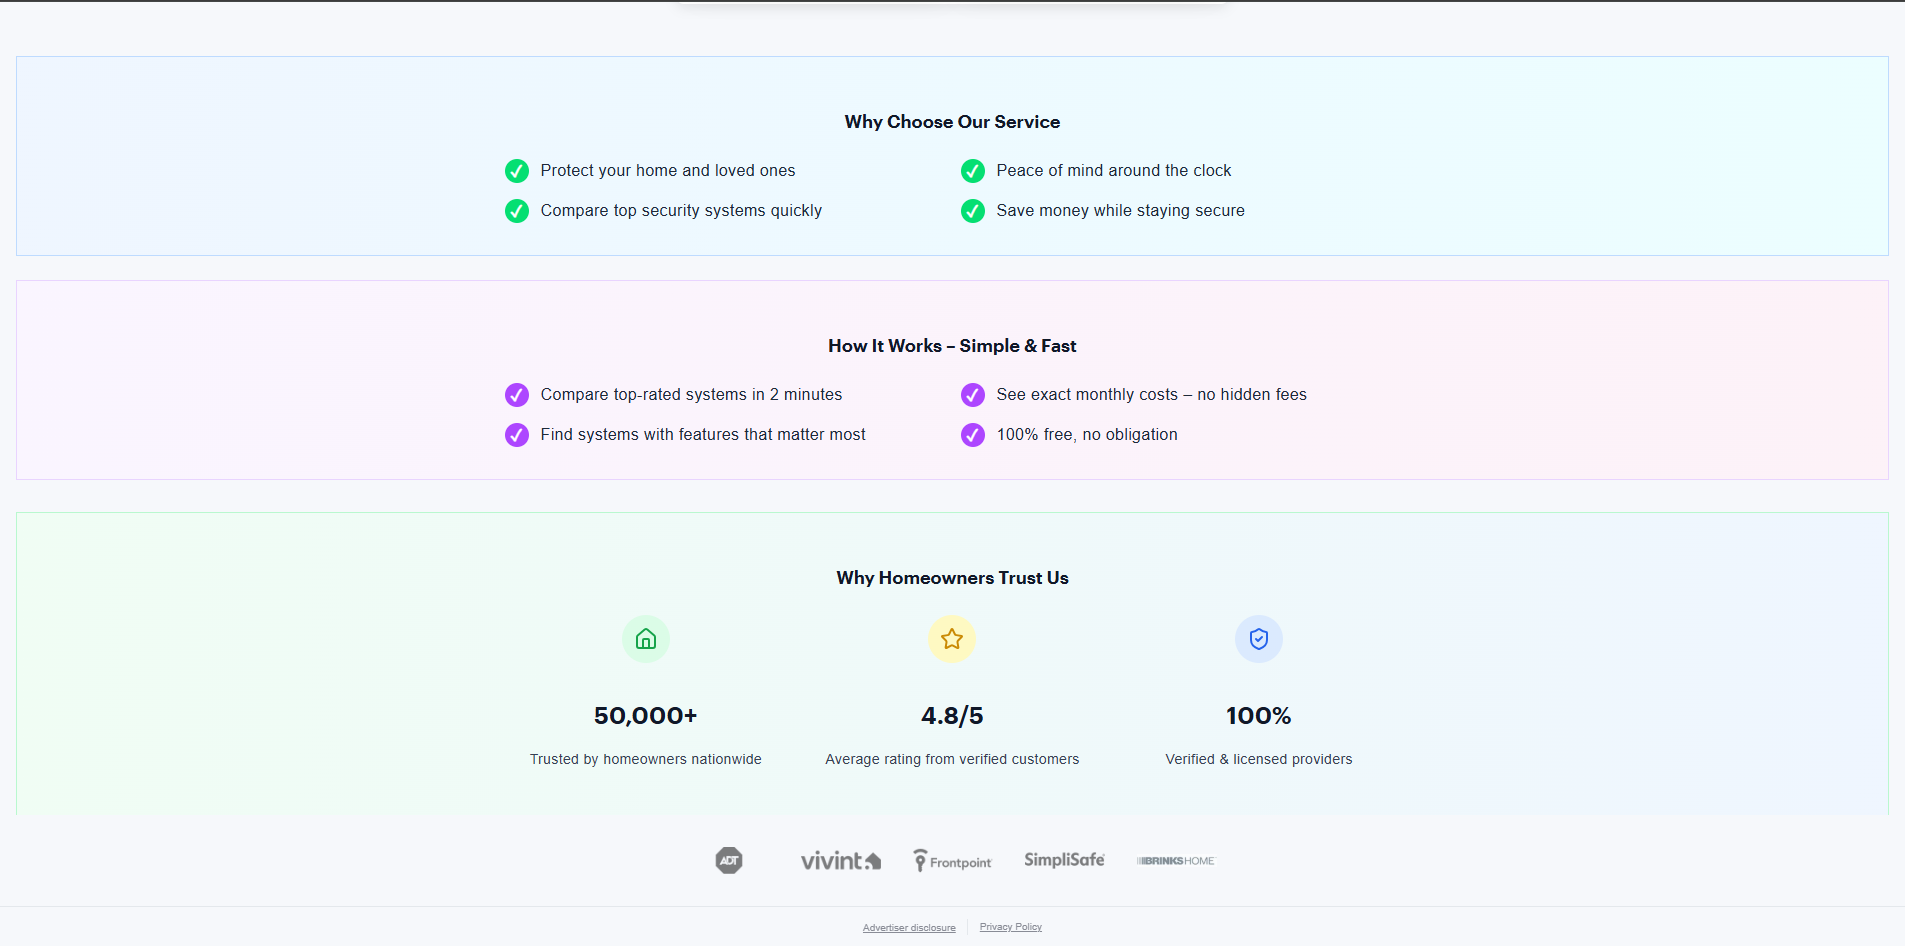 Why Choose Our Service
Protect your home and loved ones
Peace of mind around the clock
Compare top security systems quickly
Save money while staying secure
How It Works – Simple & Fast
Compare top-rated systems in 2 minutes
See exact monthly costs – no hidden fees
Find systems with features that matter most
100% free, no obligation
Why Homeowners Trust Us
50,000+
4.8/5
100%
Trusted by homeowners nationwide
Average rating from verified customers
Verified & licensed providers
ADT
vivint
Frontpoint
SimpliSafe
BRINKS HOME
Advertiser disclosure
Privacy Policy